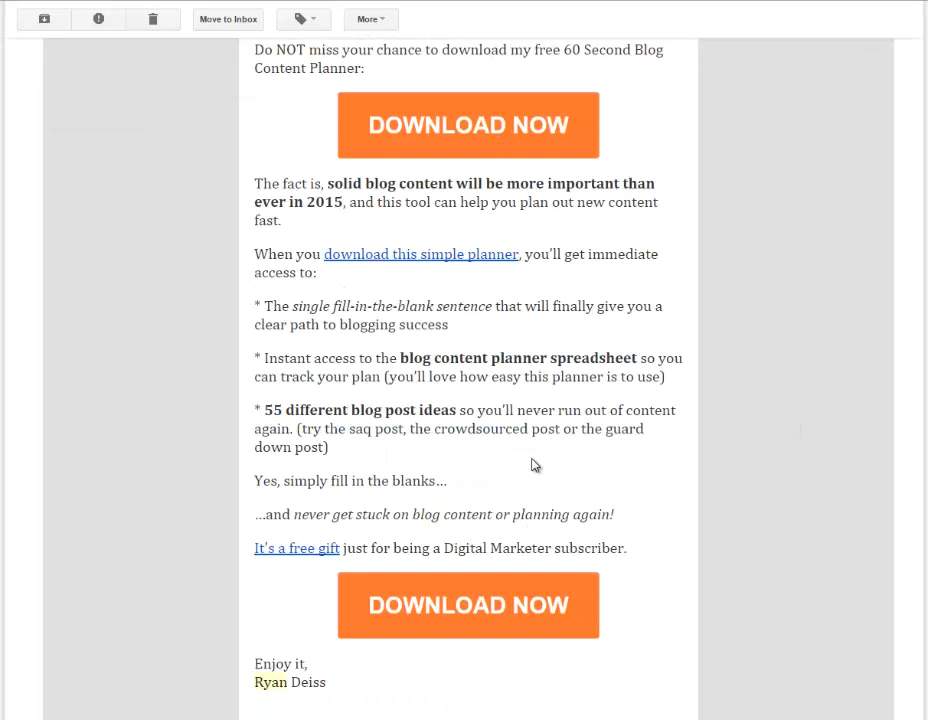 Move to Inbox
More
Do NOT miss your chance to download my free 60 Second Blog
Content Planner:
DOWNLOAD NOW
The fact is, solid blog content will be more important than
ever in 2015, and this tool can help you plan out new content
fast.
When you download this simple planner, you'll get immediate
access to:
* The single fill-in-the-blank sentence that will finally give you a
clear path to blogging success
* Instant access to the blog content planner spreadsheet so you
can track your plan (you'll love how easy this planner is to use)
* 55 different blog post ideas so you'll never run out of content
again. (try the saq post, the crowdsourced post or the guard
down post)
Yes, simply fill in the blanks...
...and never get stuck on blog content or planning again!
It's a free gift just for being a Digital Marketer subscriber.
DOWNLOAD NOW
Enjoy it,
Ryan Deiss